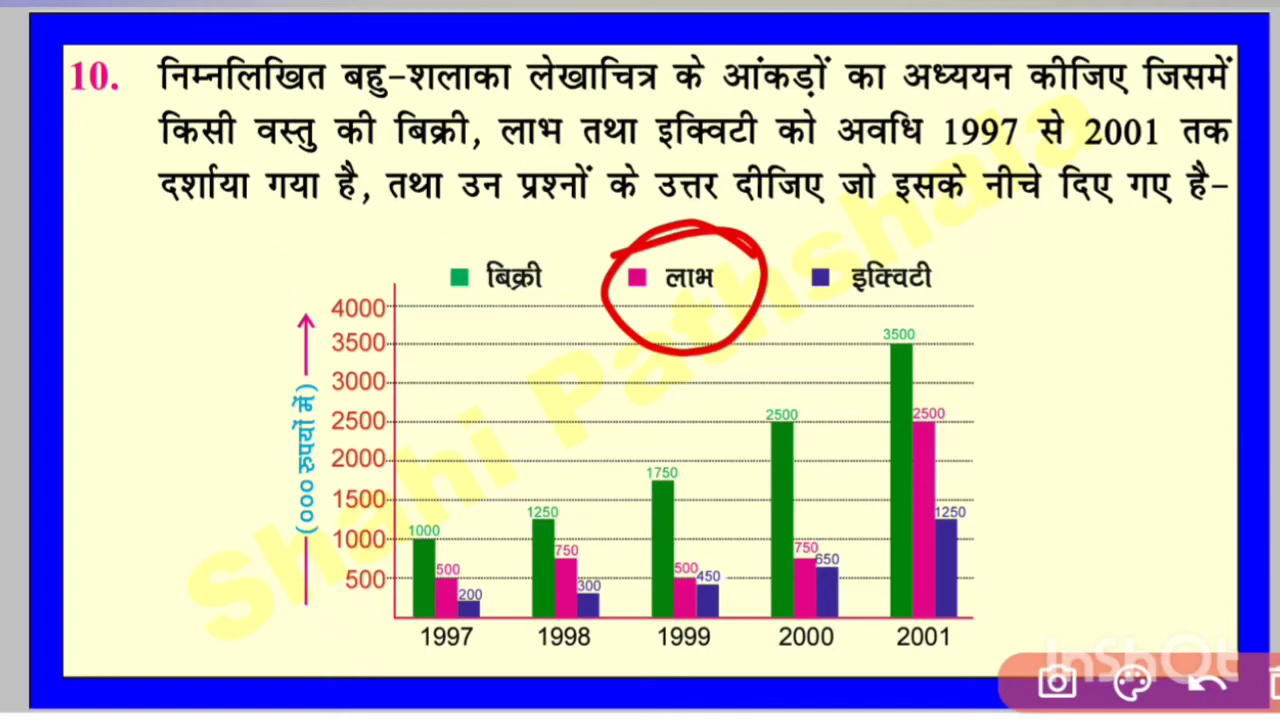 10. निम्नलिखित बहु-शलाका लेखाचित्र के आंकड़ों का अध्ययन कीजिए जिसमें
किसी वस्तु की बिक्री, लाभ तथा इक्विटी को अवधि 1997 से 2001 तक
दर्शाया गया है, तथा उन प्रश्नों के उत्तर दीजिए जो इसके नीचे दिए गए है-
बिक्री लाभ इक्विटी
4000
3500
3000
2500
2000
1500
1000
500
(000 रुपयों में)
1000 500 200
1250 750 300
1750 500 450
2500 750 650
3500 2500 1250
1997 1998 1999 2000 2001
Shahi Pathshala
InShOt